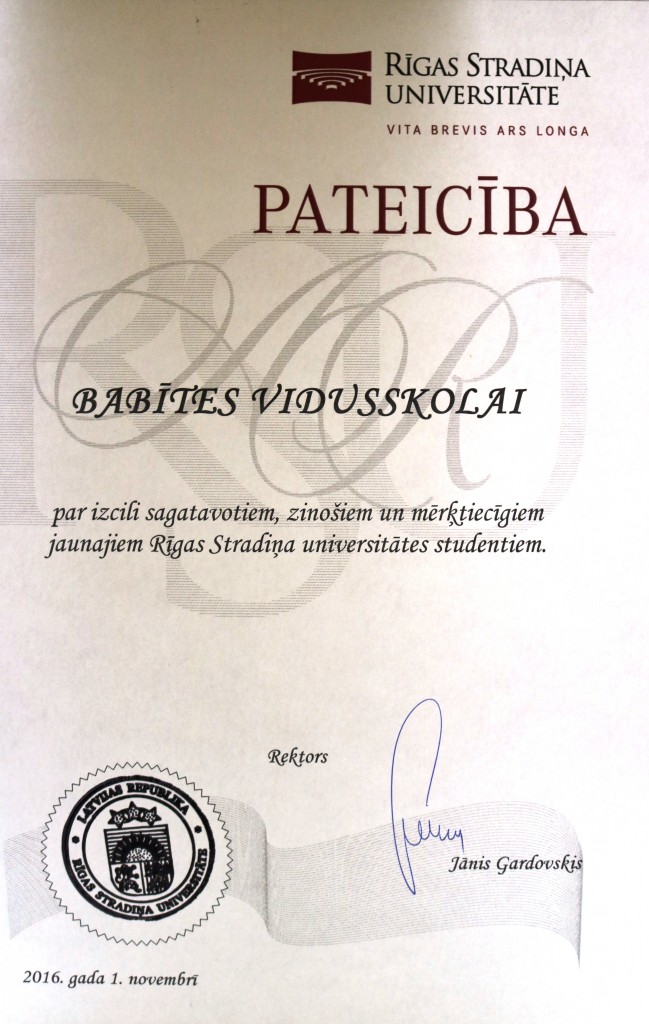 RĪGAS STRADIŅA
UNIVERSITĀTE
VITA BREVIS ARS LONGA
PATEICĪBA
BABĪTES VIDUSSKOLAI
par izcili sagatavotiem, zinošiem un mērķtiecīgiem
jaunajiem Rīgas Stradiņa universitātes studentiem.
Rektors
Jānis Gardovskis
LATVIJAS REPUBLIKA
RĪGAS STRADIŅA UNIVERSITĀTE
2016. gada 1. novembrī